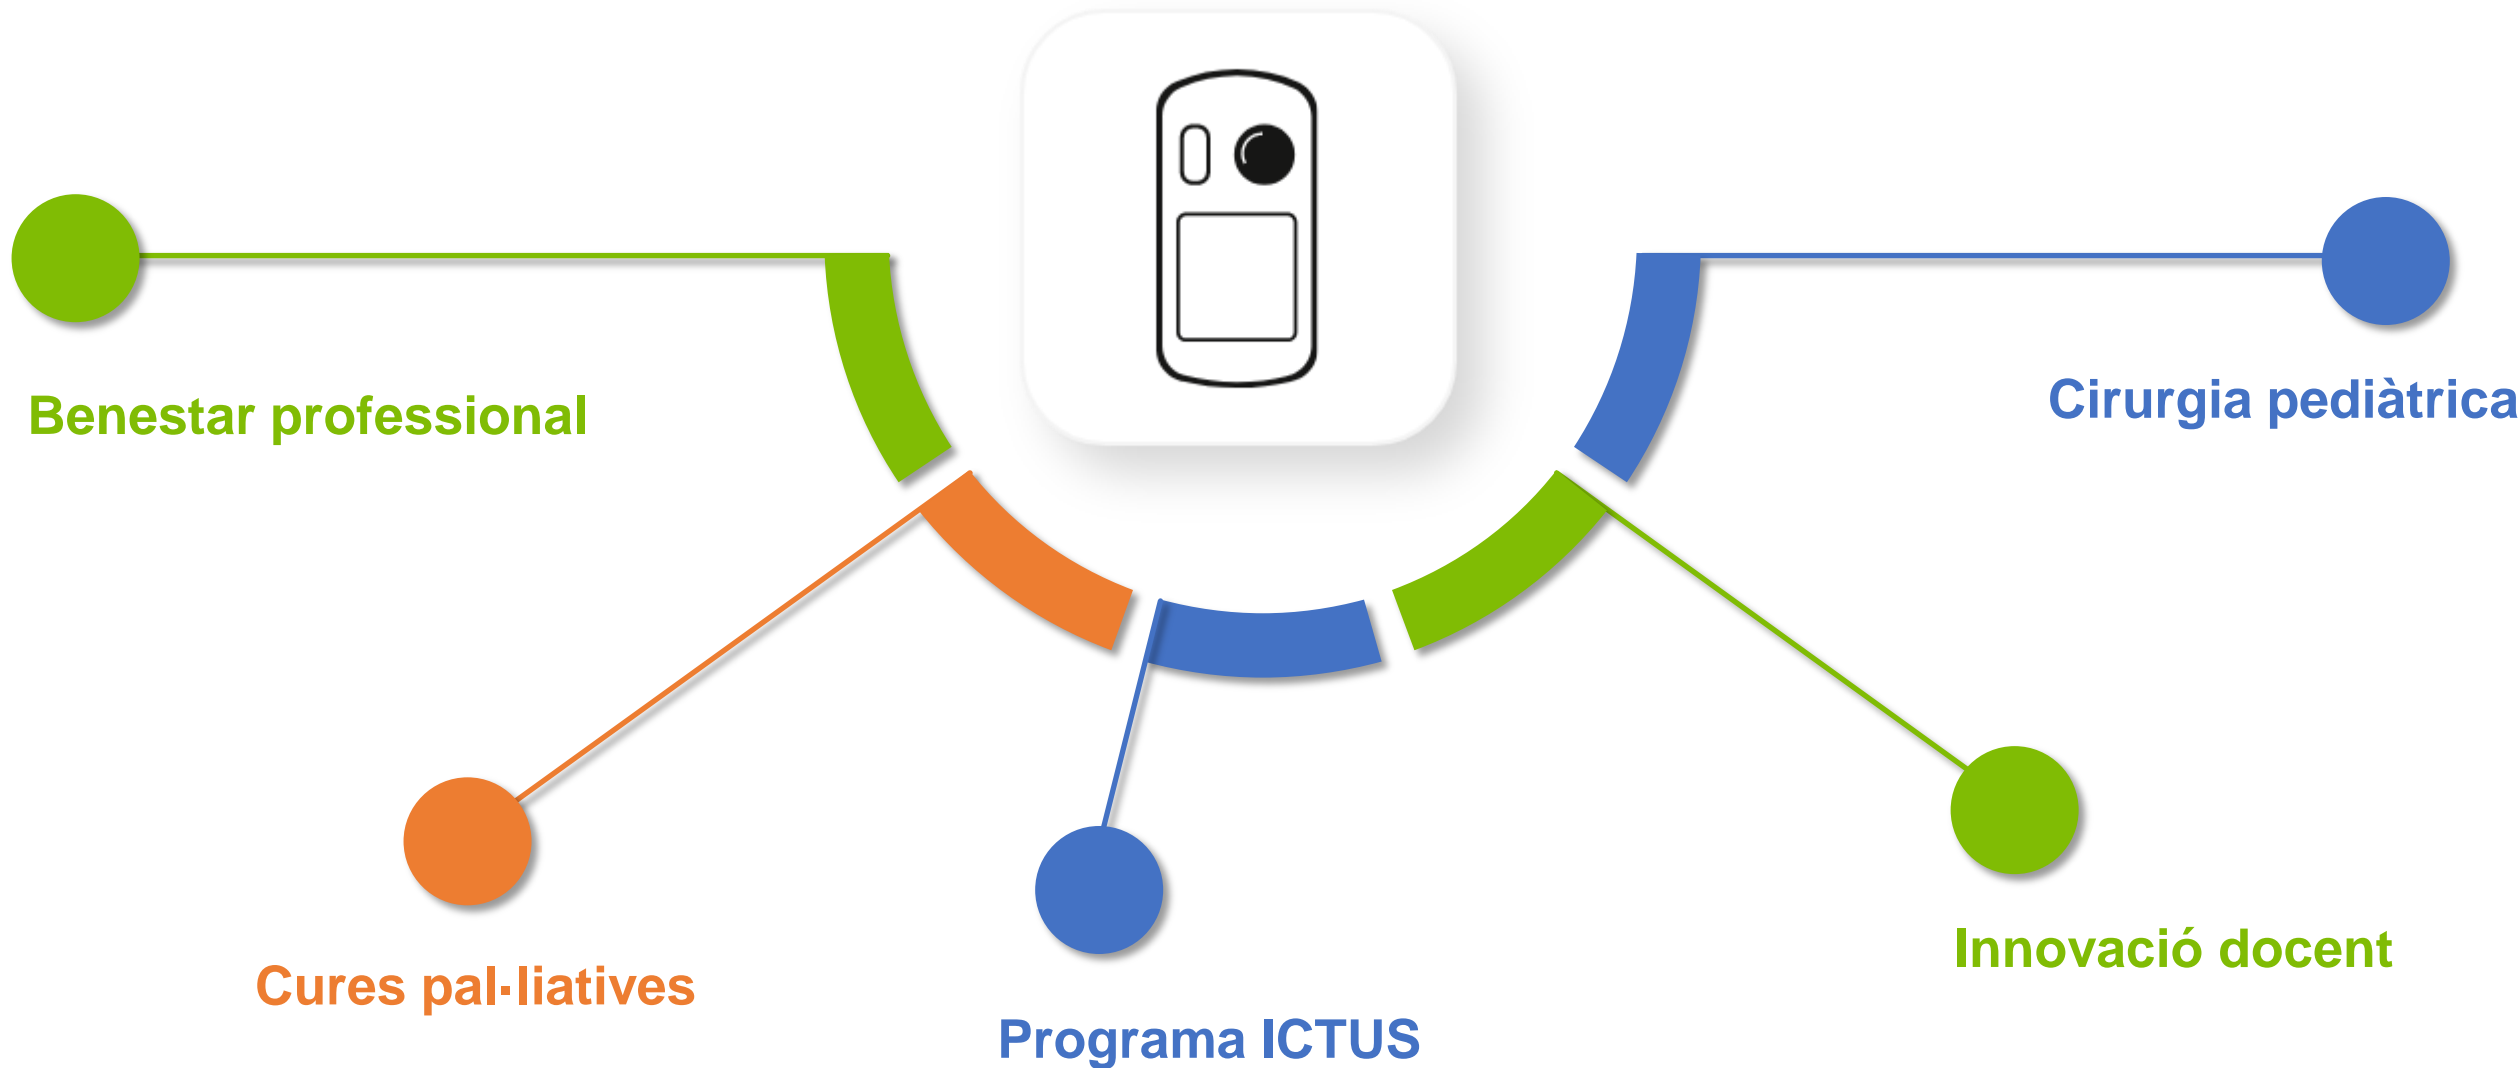 Benestar professional
Cirurgia pediàtrica
Cures pal·liatives
Innovació docent
Programa ICTUS